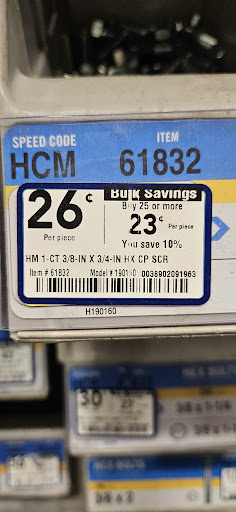 SPEED CODE ITEM
HCM 61832
Bulk Savings
26¢ Buy 25 or more
23¢ Per piece
Per piece You save 10%
HM 1-CT 3/8-IN X 3/4-IN HX CP SCR
Item # 61832 Model # 190160 0038902091963
H190160
30